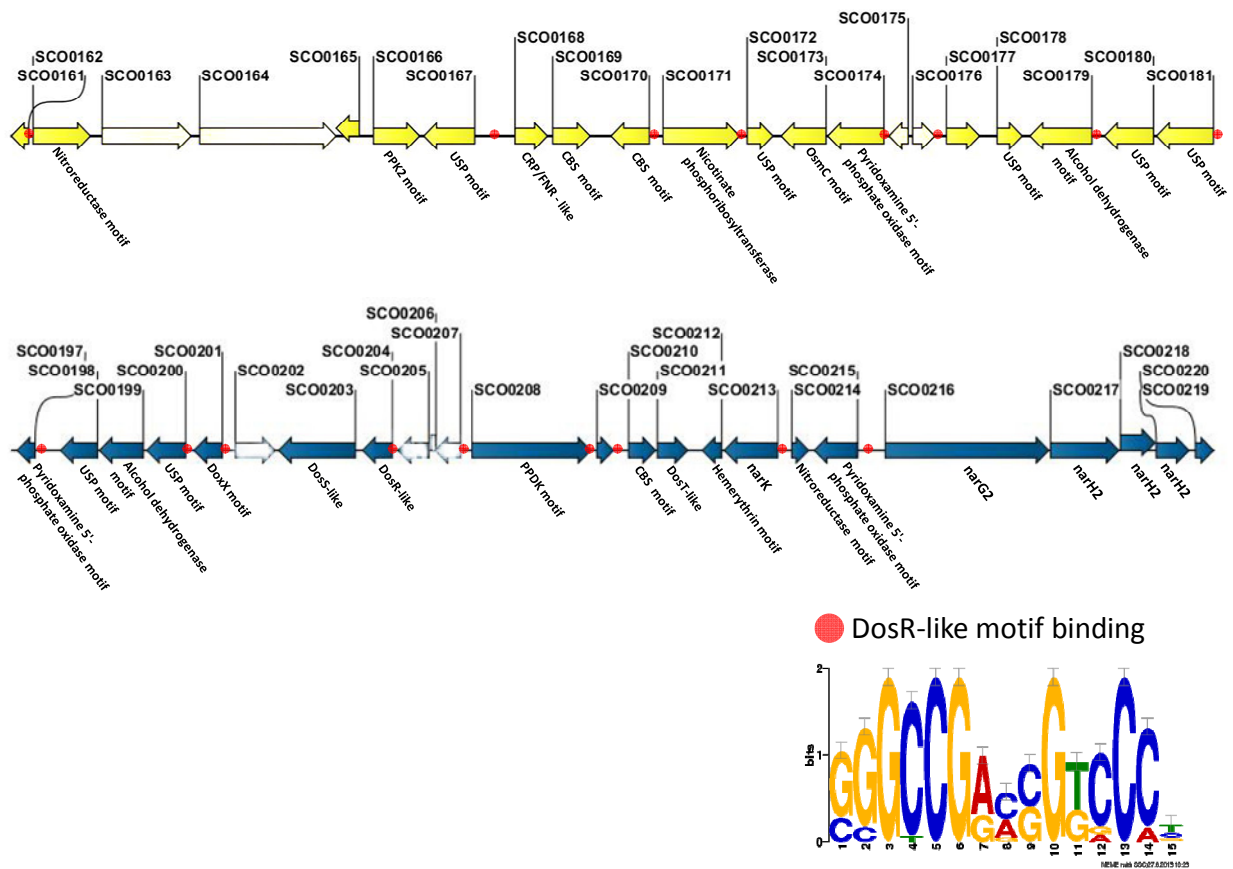 SCO0175
SCO0168
SCO0172
SCO0178
SCO0162
SCO0165
SCO0166
SCO0169
SCO0173
SCO0177
SCO0180
SCO0161
SCO0163
SCO0164
SCO0167
SCO0170
SCO0171
SCO0174
SCO0176
SCO0179
SCO0181
Nitroreductase motif
PPK2 motif
USP motif
CRP/FNR - like
CBS motif
CBS motif
Nicotinate
phosphoribosyltransferase
USP motif
OsmC motif
Pyridoxamine 5'-
phosphate oxidase motif
USP motif
Alcohol dehydrogenase
motif
USP motif
USP motif
SCO0206
SCO0207
SCO0212
SCO0197
SCO0201
SCO0204
SCO0210
SCO0218
SCO0198
SCO0200
SCO0202
SCO0205
SCO0211
SCO0215
SCO0220
SCO0199
SCO0203
SCO0208
SCO0209
SCO0213
SCO0214
SCO0216
SCO0217
SCO0219
Pyridoxamine 5'-
phosphate oxidase motif
USP motif
Alcohol dehydrogenase
motif
USP motif
DoxX motif
DosS-like
DosR-like
PPDK motif
CBS motif
DosT-like
Hemerythrin motif
narK
Nitroreductase motif
Pyridoxamine 5'-
phosphate oxidase motif
narG2
narH2
narH2
narH2
DosR-like motif binding
2
bits
1
0
1 2 3 4 5 6 7 8 9 10 11 12 13 14 15